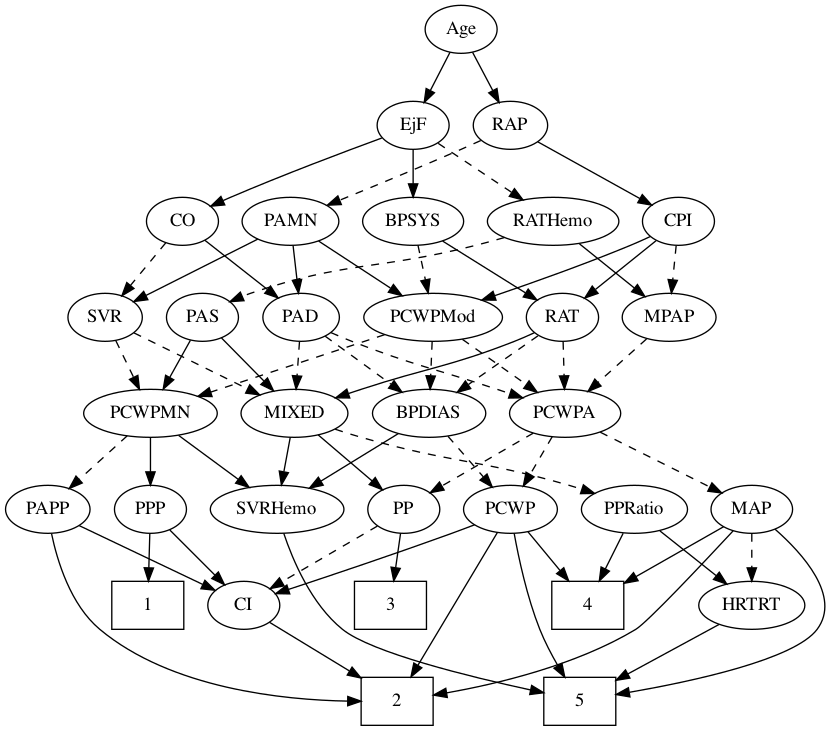 Age
EjF RAP
CO PAMN BPSYS RATHemo CPI
SVR PAS PAD PCWPMod RAT MPAP
PCWPMN MIXED BPDIAS PCWPA
PAPP PPP SVRHemo PP PCWP PPRatio MAP
1 CI 3 4 HRTRT
2 5